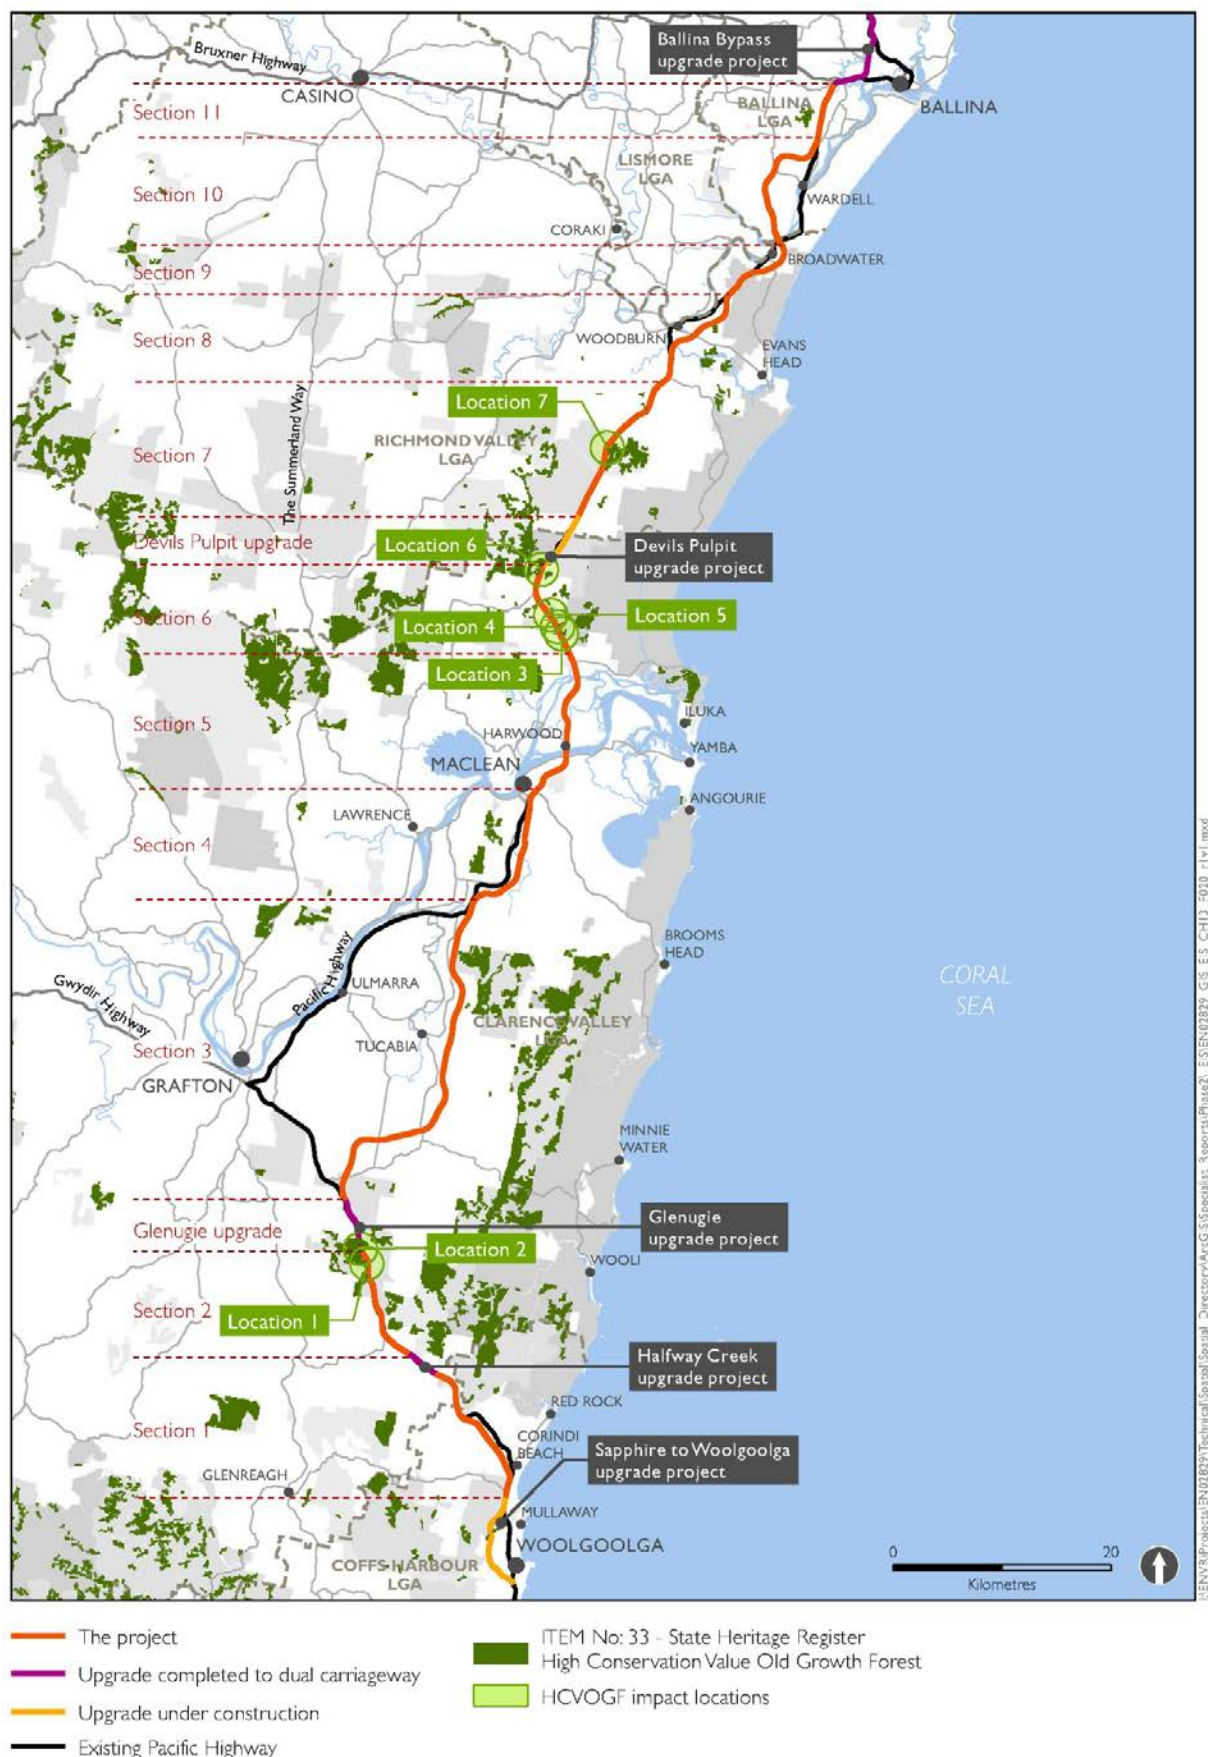 Ballina Bypass
upgrade project
Bruxner Highway
CASINO
BALLINA
LGA
BALLINA
Section 11
LISMORE
LGA
Section 10
WARDELL
CORAKI
BROADWATER
Section 9
WOODBURN
Section 8
EVANS
HEAD
Location 7
The Summerland Way
RICHMOND VALLEY
LGA
Section 7
Devils Pulpit upgrade
Location 6
Devils Pulpit
upgrade project
Section 6
Location 5
Location 4
Location 3
Section 5
ILUKA
HARWOOD
YAMBA
MACLEAN
ANGOURIE
LAWRENCE
Section 4
BROOMS
HEAD
Pacific Highway
CORAL
SEA
Gwydir Highway
ULMARRA
CLARENCE VALLEY
LGA
TUCABIA
Section 3
GRAFTON
MINNIE
WATER
Glenugie upgrade
Glenugie
upgrade project
Location 2
WOOLI
Section 2
Location 1
Halfway Creek
upgrade project
RED ROCK
Section 1
CORINDI
BEACH
Sapphire to Woolgoolga
upgrade project
GLENREAGH
MULLAWAY
WOOLGOOLGA
COFFS HARBOUR
LGA
0 20
Kilometres
The project
Upgrade completed to dual carriageway
Upgrade under construction
Existing Pacific Highway
ITEM No: 33 - State Heritage Register
High Conservation Value Old Growth Forest
HCVOGF impact locations